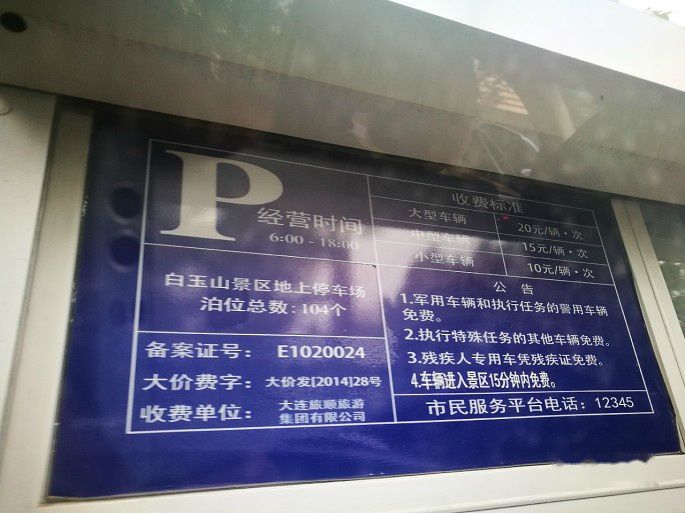 P
经营时间
6:00 - 18:00
白玉山景区地上停车场
泊位总数：104个
备案证号： E1020024
大价费字： 大价发[2014]28号
收费单位： 大连旅顺旅游
集团有限公司
收费标准
大型车辆 20元/辆·次
中型车辆 15元/辆·次
小型车辆 10元/辆·次
公 告
1.军用车辆和执行任务的警用车辆
免费。
2.执行特殊任务的其他车辆免费。
3.残疾人专用车凭残疾证免费。
4.车辆进入景区15分钟内免费。
市民服务平台电话：12345